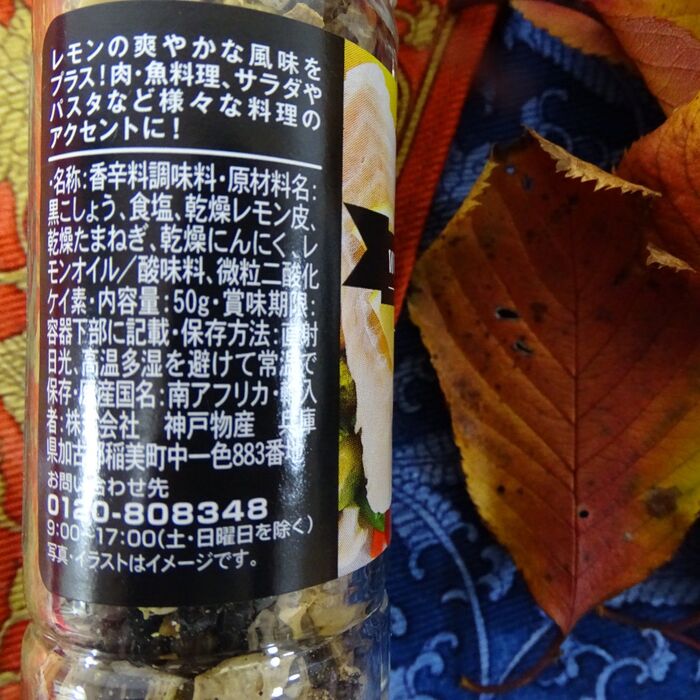 レモンの爽やかな風味を
プラス!肉・魚料理、サラダや
パスタなど様々な料理の
アクセントに!
・名称:香辛料調味料・原材料名:
黒こしょう、食塩、乾燥レモン皮、
乾燥たまねぎ、乾燥にんにく、レ
モンオイル/酸味料、微粒二酸化
ケイ素・内容量:50g・賞味期限:
容器下部に記載・保存方法:直射
日光、高温多湿を避けて常温で
保存・原産国名:南アフリカ・輸入
者:株式会社 神戸物産 兵庫
県加古郡稲美町中一色883番地
お問い合わせ先
0120-808348
9:00~17:00(土・日曜日を除く)
写真・イラストはイメージです。